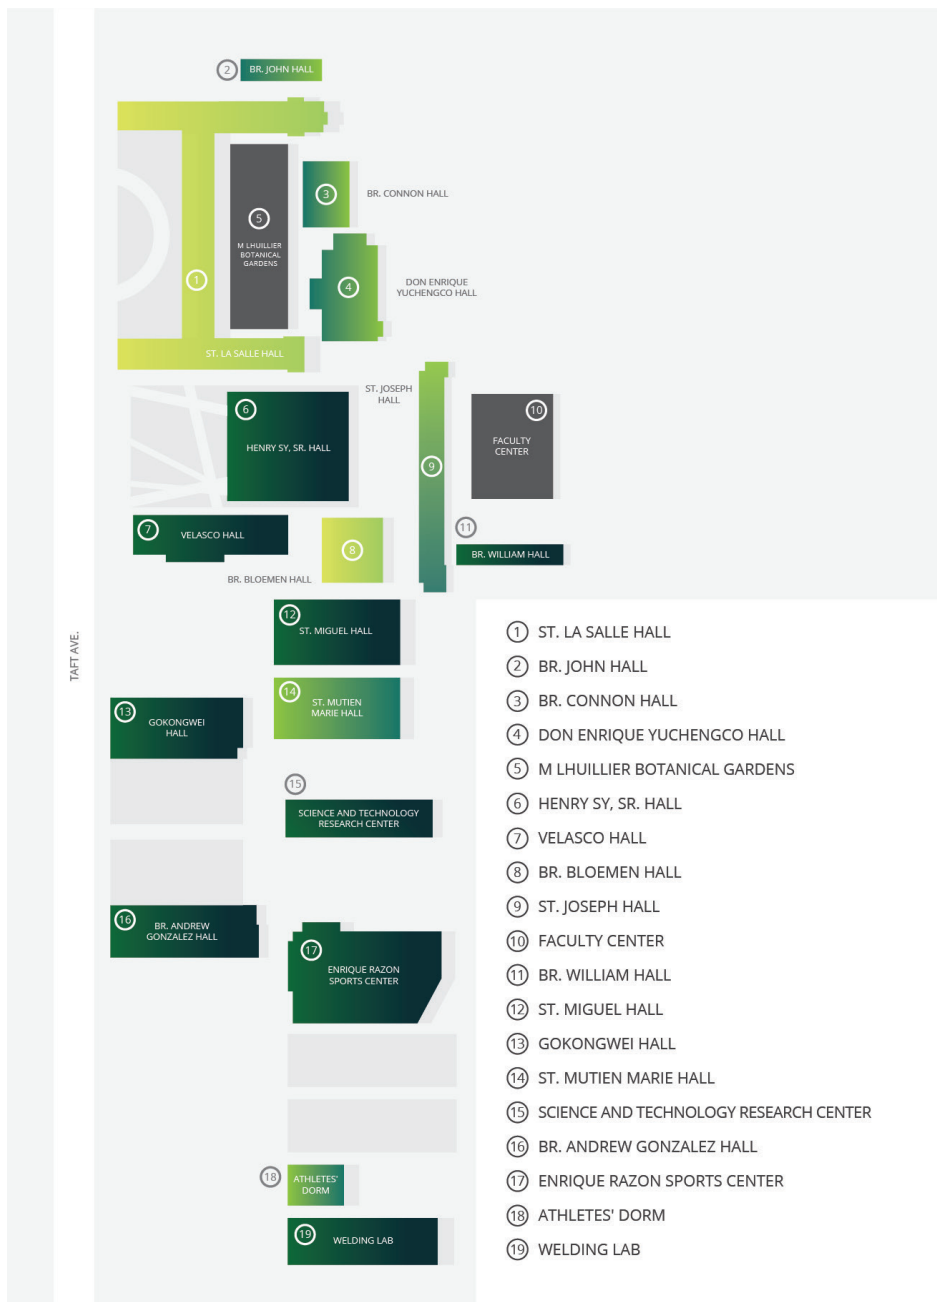 2 BR. JOHN HALL
3
BR. CONNON HALL
5
M LHUILLIER
BOTANICAL
GARDENS
1
4
DON ENRIQUE
YUCHENGCO HALL
ST. LA SALLE HALL
ST. JOSEPH
HALL
6
HENRY SY, SR. HALL
9
10
FACULTY
CENTER
7 VELASCO HALL
8
BR. BLOEMEN HALL
11
BR. WILLIAM HALL
12
ST. MIGUEL HALL
TAFT AVE.
14
ST. MUTIEN
MARIE HALL
13
GOKONGWEI
HALL
15
SCIENCE AND TECHNOLOGY
RESEARCH CENTER
16
BR. ANDREW
GONZALEZ HALL
17
ENRIQUE RAZON
SPORTS CENTER
18
ATHLETES'
DORM
19
WELDING LAB
1 ST. LA SALLE HALL
2 BR. JOHN HALL
3 BR. CONNON HALL
4 DON ENRIQUE YUCHENGCO HALL
5 M LHUILLIER BOTANICAL GARDENS
6 HENRY SY, SR. HALL
7 VELASCO HALL
8 BR. BLOEMEN HALL
9 ST. JOSEPH HALL
10 FACULTY CENTER
11 BR. WILLIAM HALL
12 ST. MIGUEL HALL
13 GOKONGWEI HALL
14 ST. MUTIEN MARIE HALL
15 SCIENCE AND TECHNOLOGY RESEARCH CENTER
16 BR. ANDREW GONZALEZ HALL
17 ENRIQUE RAZON SPORTS CENTER
18 ATHLETES' DORM
19 WELDING LAB